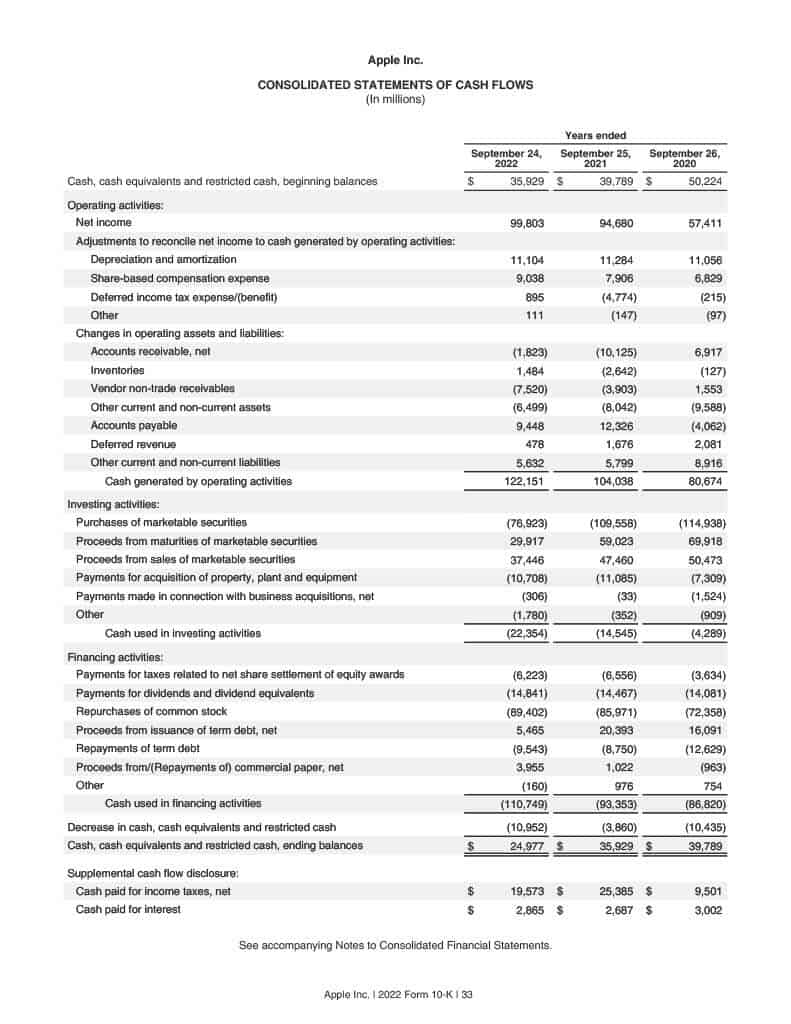 Apple Inc.
CONSOLIDATED STATEMENTS OF CASH FLOWS
(In millions)
Years ended
September 24, 2022 September 25, 2021 September 26, 2020
Cash, cash equivalents and restricted cash, beginning balances $ 35,929 $ 39,789 $ 50,224
Operating activities:
Net income 99,803 94,680 57,411
Adjustments to reconcile net income to cash generated by operating activities:
Depreciation and amortization 11,104 11,284 11,056
Share-based compensation expense 9,038 7,906 6,829
Deferred income tax expense/(benefit) 895 (4,774) (215)
Other 111 (147) (97)
Changes in operating assets and liabilities:
Accounts receivable, net (1,823) (10,125) 6,917
Inventories 1,484 (2,642) (127)
Vendor non-trade receivables (7,520) (3,903) 1,553
Other current and non-current assets (6,499) (8,042) (9,588)
Accounts payable 9,448 12,326 (4,062)
Deferred revenue 478 1,676 2,081
Other current and non-current liabilities 5,632 5,799 8,916
Cash generated by operating activities 122,151 104,038 80,674
Investing activities:
Purchases of marketable securities (76,923) (109,558) (114,938)
Proceeds from maturities of marketable securities 29,917 59,023 69,918
Proceeds from sales of marketable securities 37,446 47,460 50,473
Payments for acquisition of property, plant and equipment (10,708) (11,085) (7,309)
Payments made in connection with business acquisitions, net (306) (33) (1,524)
Other (1,780) (352) (909)
Cash used in investing activities (22,354) (14,545) (4,289)
Financing activities:
Payments for taxes related to net share settlement of equity awards (6,223) (6,556) (3,634)
Payments for dividends and dividend equivalents (14,841) (14,467) (14,081)
Repurchases of common stock (89,402) (85,971) (72,358)
Proceeds from issuance of term debt, net 5,465 20,393 16,091
Repayments of term debt (9,543) (8,750) (12,629)
Proceeds from/(Repayments of) commercial paper, net 3,955 1,022 (963)
Other (160) 976 754
Cash used in financing activities (110,749) (93,353) (86,820)
Decrease in cash, cash equivalents and restricted cash (10,952) (3,860) (10,435)
Cash, cash equivalents and restricted cash, ending balances $ 24,977 $ 35,929 $ 39,789
Supplemental cash flow disclosure:
Cash paid for income taxes, net $ 19,573 $ 25,385 $ 9,501
Cash paid for interest $ 2,865 $ 2,687 $ 3,002
See accompanying Notes to Consolidated Financial Statements.
Apple Inc. | 2022 Form 10-K | 33